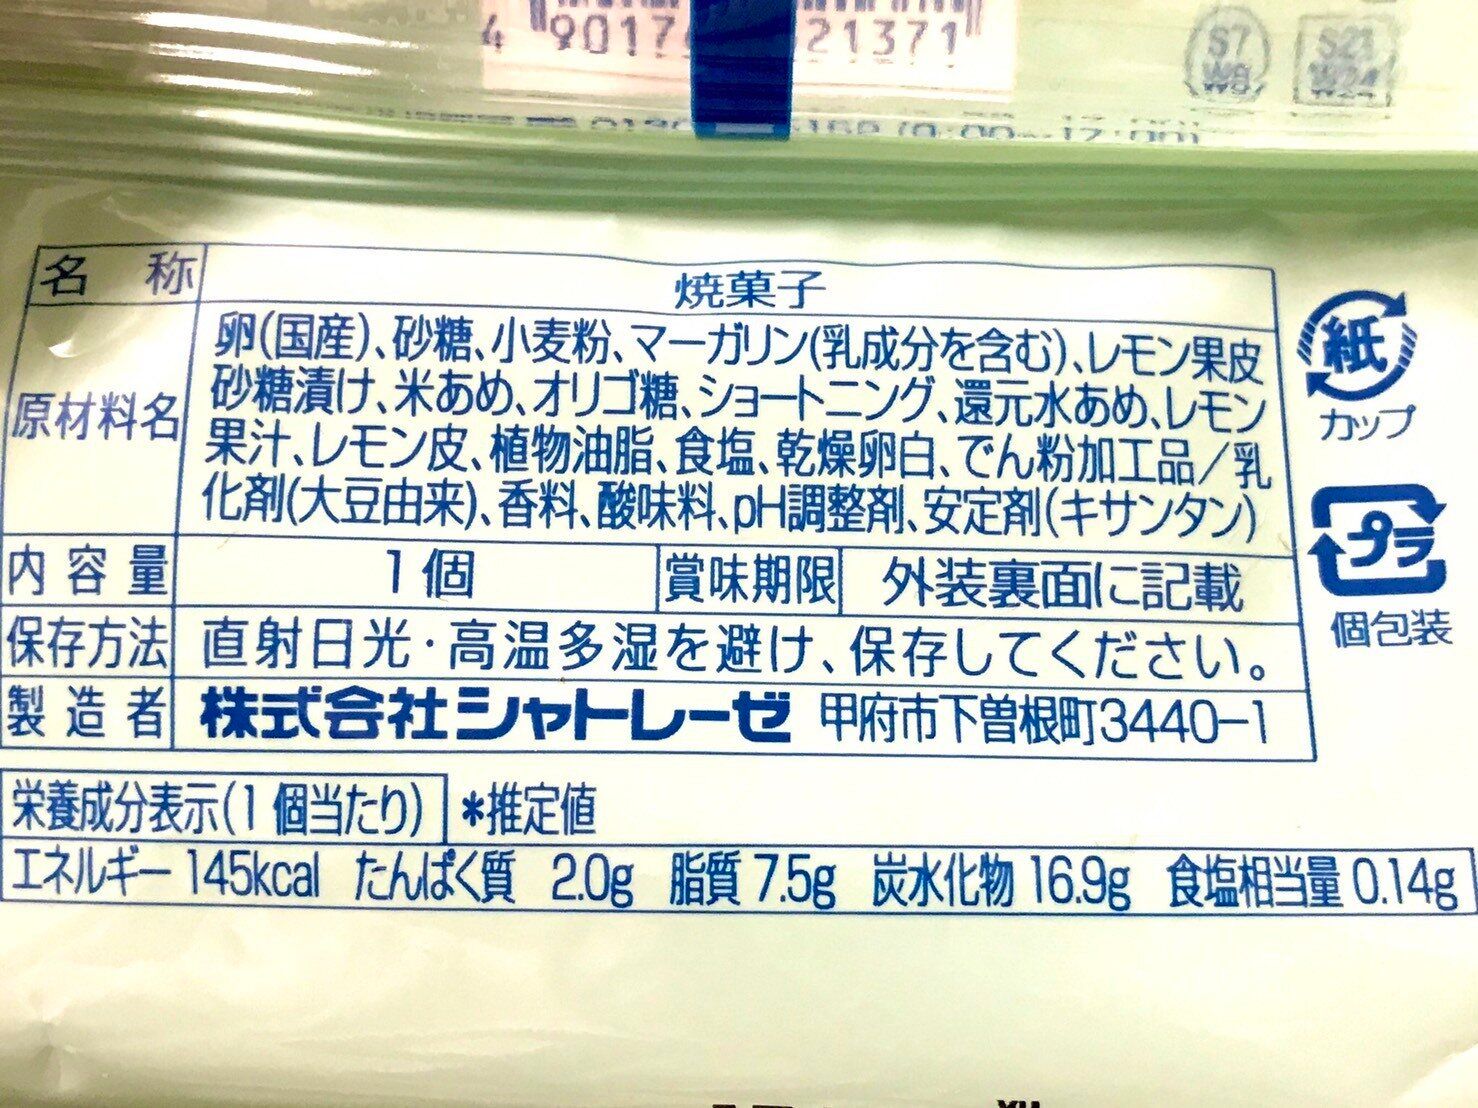 4 9017 21371
S7
W8
S21
W24
名称 焼菓子
原材料名
卵(国産)、砂糖、小麦粉、マーガリン(乳成分を含む)、レモン果皮
砂糖漬け、米あめ、オリゴ糖、ショートニング、還元水あめ、レモン
果汁、レモン皮、植物油脂、食塩、乾燥卵白、でん粉加工品/乳
化剤(大豆由来)、香料、酸味料、pH調整剤、安定剤(キサンタン)
内容量 1個 賞味期限 外装裏面に記載
保存方法 直射日光・高温多湿を避け、保存してください。
製造者 株式会社シャトレーゼ 甲府市下曽根町3440-1
紙
カップ
プラ
個包装
栄養成分表示(1個当たり) *推定値
エネルギー 145kcal たんぱく質 2.0g 脂質 7.5g 炭水化物 16.9g 食塩相当量 0.14g